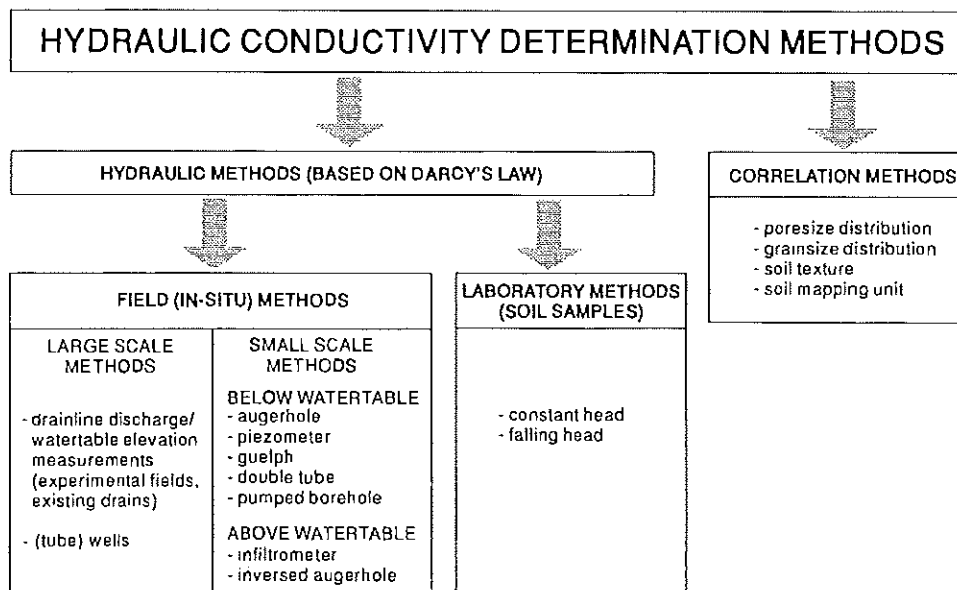 HYDRAULIC CONDUCTIVITY DETERMINATION METHODS
HYDRAULIC METHODS (BASED ON DARCY'S LAW)
CORRELATION METHODS
- poresize distribution
- grainsize distribution
- soil texture
- soil mapping unit
FIELD (IN-SITU) METHODS
LARGE SCALE
METHODS
- drainline discharge/
watertable elevation
measurements
(experimental fields,
existing drains)
- (tube) wells
SMALL SCALE
METHODS
BELOW WATERTABLE
- augerhole
- piezometer
- guelph
- double tube
- pumped borehole
ABOVE WATERTABLE
- infiltrometer
- inversed augerhole
LABORATORY METHODS
(SOIL SAMPLES)
- constant head
- falling head